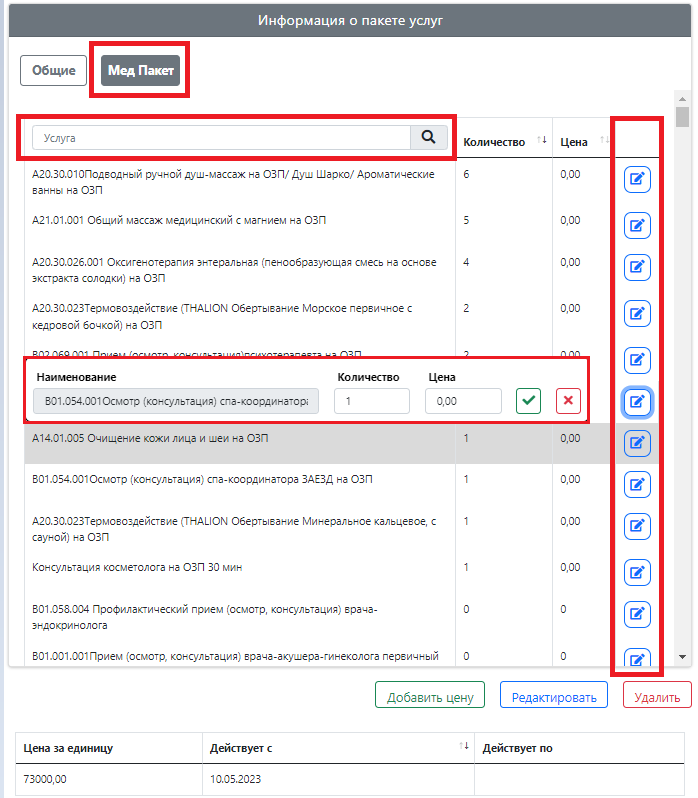 Информация о пакете услуг
Общие
Мед Пакет
Услуга
Количество
Цена
A20.30.010Подводный ручной душ-массаж на ОЗП/ Душ Шарко/ Ароматические
ванны на ОЗП
6
0,00
A21.01.001 Общий массаж медицинский с магнием на ОЗП
5
0,00
A20.30.026.001 Оксигенотерапия энтеральная (пенообразующая смесь на основе
экстракта солодки) на ОЗП
4
0,00
A20.30.023Термовоздействие (THALION Обертывание Морское первичное с
кедровой бочкой) на ОЗП
2
0,00
B02.069.001 Прием (осмотр, консультация)психотерапевта на ОЗП
2
0,00
Наименование
Количество
Цена
B01.054.001Осмотр (консультация) спа-координатора
1
0,00
A14.01.005 Очищение кожи лица и шеи на ОЗП
1
0,00
B01.054.001Осмотр (консультация) спа-координатора ЗАЕЗД на ОЗП
1
0,00
A20.30.023Термовоздействие (THALION Обертывание Минеральное кальцевое, с
сауной) на ОЗП
1
0,00
Консультация косметолога на ОЗП 30 мин
1
0,00
B01.058.004 Профилактический прием (осмотр, консультация) врача-
эндокринолога
0
0
B01.001.001Прием (осмотр, консультация) врача-акушера-гинеколога первичный
0
0
Добавить цену
Редактировать
Удалить
Цена за единицу
Действует с
Действует по
73000,00
10.05.2023